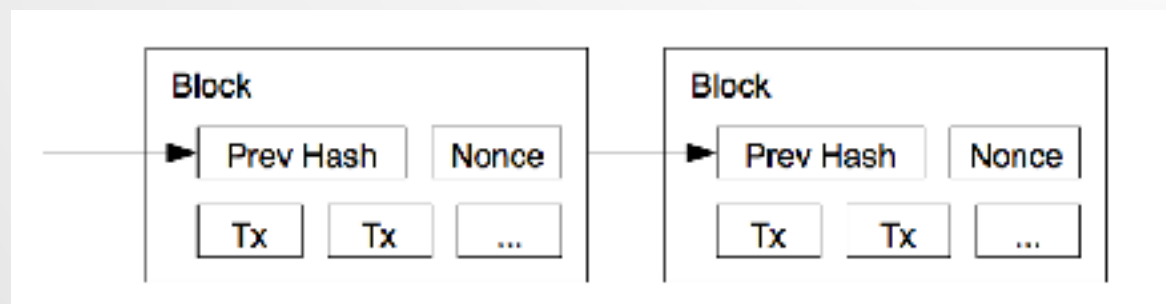 Block
Prev Hash Nonce
Tx Tx ...
Block
Prev Hash Nonce
Tx Tx ...